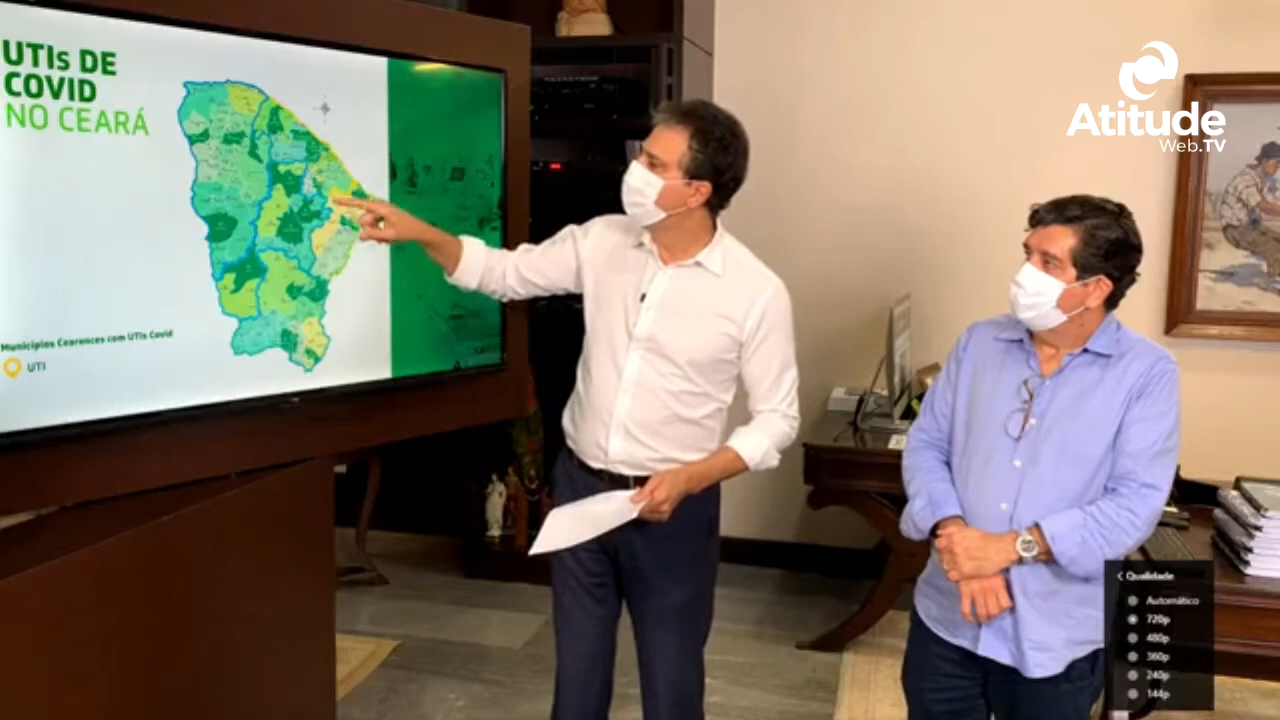 UTIs DE
COVID
NO CEARÁ
Municípios Cearences com UTIs Covid
UTI
Atitude
Web.TV
Qualidade
Automático
720p
480p
360p
240p
144p